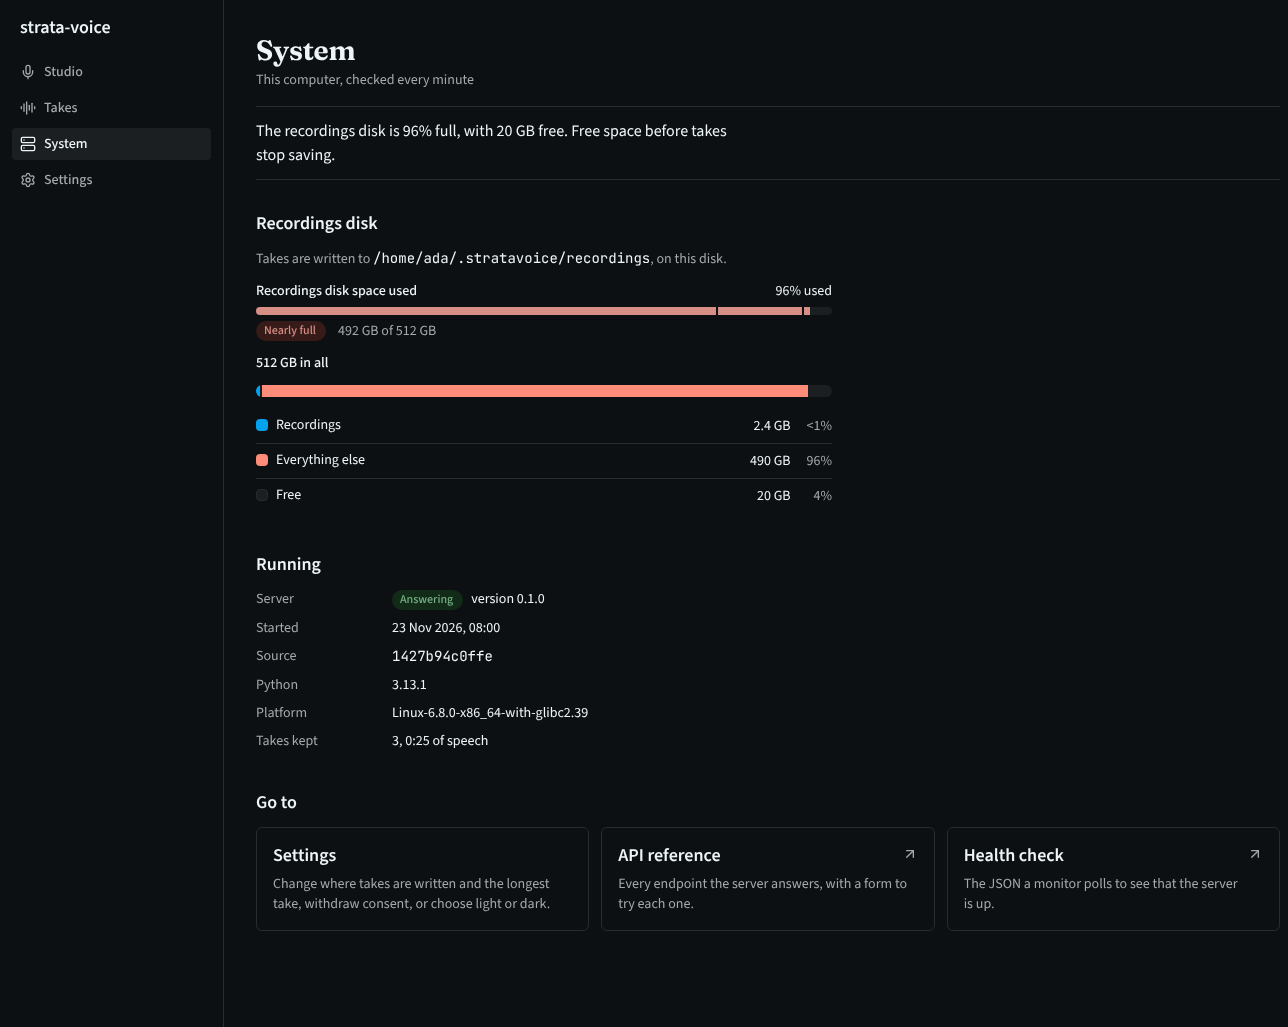 strata-voice
Studio
Takes
System
Settings
System
This computer, checked every minute
The recordings disk is 96% full, with 20 GB free. Free space before takes
stop saving.
Recordings disk
Takes are written to /home/ada/.stratavoice/recordings, on this disk.
Recordings disk space used 96% used
Nearly full 492 GB of 512 GB
512 GB in all
Recordings 2.4 GB <1%
Everything else 490 GB 96%
Free 20 GB 4%
Running
Server Answering version 0.1.0
Started 23 Nov 2026, 08:00
Source 1427b94c0ffe
Python 3.13.1
Platform Linux-6.8.0-x86_64-with-glibc2.39
Takes kept 3, 0:25 of speech
Go to
Settings
Change where takes are written and the longest
take, withdraw consent, or choose light or dark.
API reference
Every endpoint the server answers, with a form to
try each one.
Health check
The JSON a monitor polls to see that the server
is up.